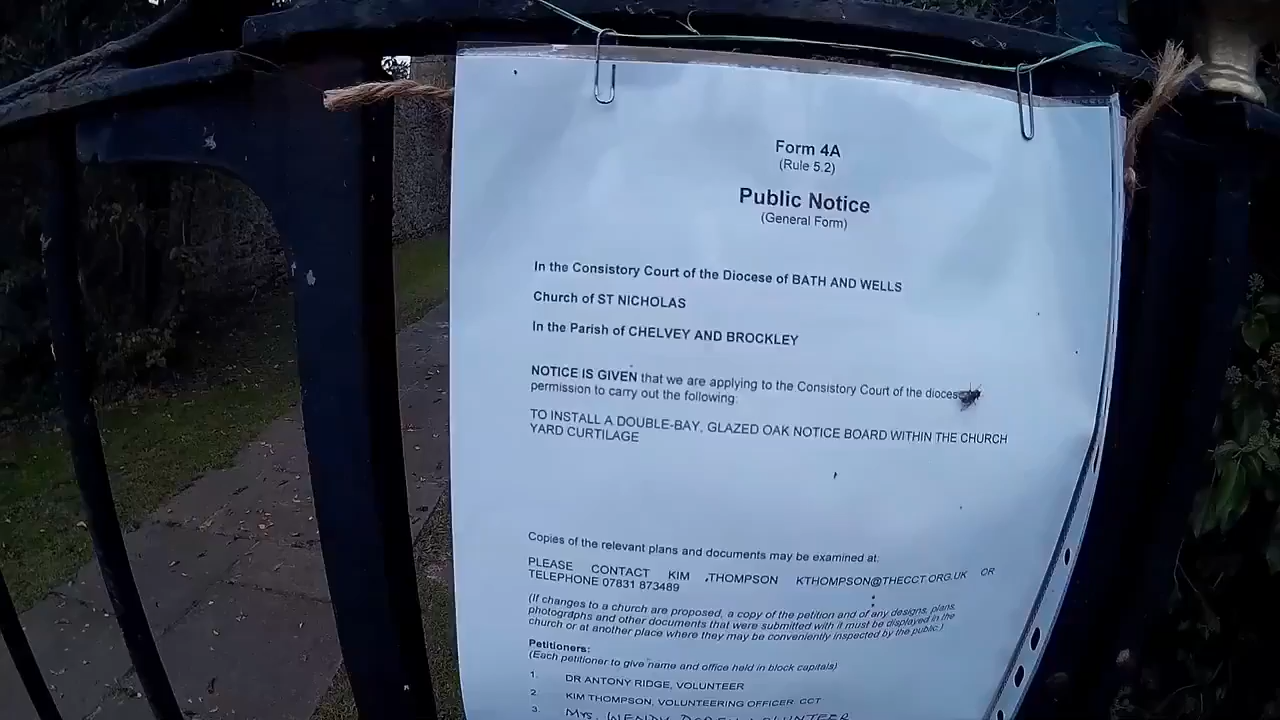 Form 4A
(Rule 5.2)
Public Notice
(General Form)
In the Consistory Court of the Diocese of BATH AND WELLS
Church of ST NICHOLAS
In the Parish of CHELVEY AND BROCKLEY
NOTICE IS GIVEN that we are applying to the Consistory Court of the
permission to carry out the following:
TO INSTALL A DOUBLE-BAY, GLAZED OAK NOTICE BOARD WITHIN THE CHURCH
YARD CURTILAGE
Copies of the relevant plans and documents may be examined at:
PLEASE CONTACT KIM THOMPSON KTHOMPSON@THECCT.ORG.UK OR
TELEPHONE 07831 873489
(If changes to a church are proposed, a copy of the petition and of any designs, plans,
photographs and other documents that were submitted with it must be displayed in the
church or at another place where they may be conveniently inspected by the public.)
Petitioners:
(Each petitioner to give name and office held in block capitals)
1. DR ANTONY RIDGE, VOLUNTEER
2. KIM THOMPSON, VOLUNTEERING OFFICER CCT
3. MRS. WENDY